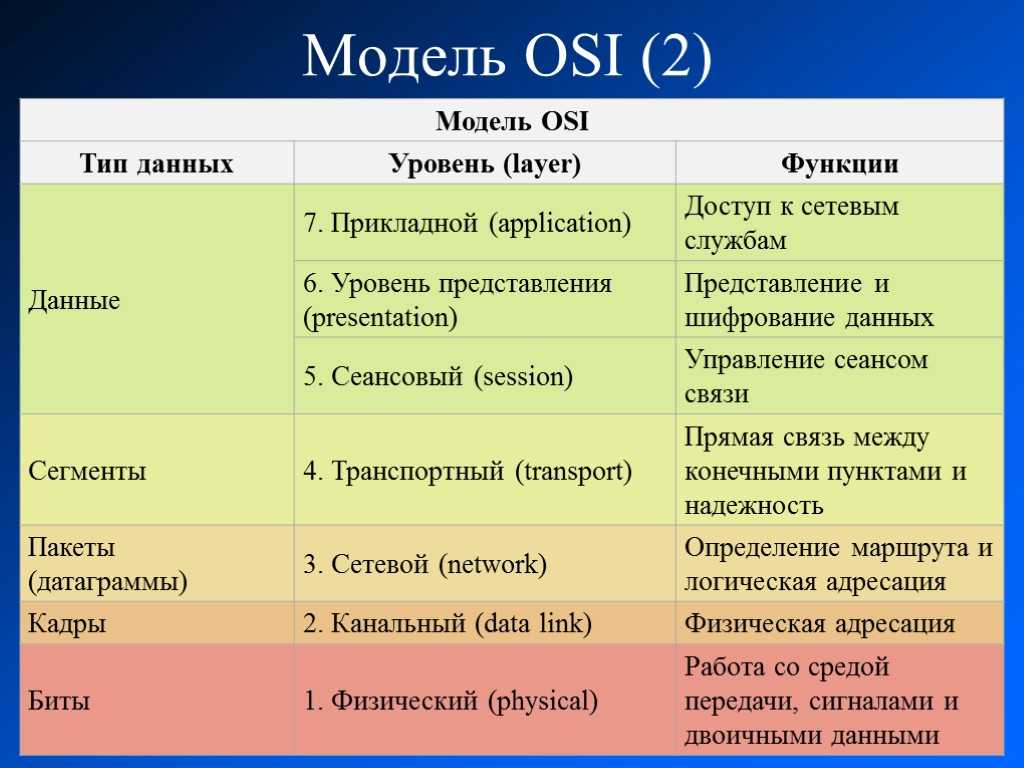 Модель OSI (2)
Модель OSI
Тип данных
Уровень (layer)
Функции
Данные
7. Прикладной (application)
Доступ к сетевым
службам
6. Уровень представления
(presentation)
Представление и
шифрование данных
5. Сеансовый (session)
Управление сеансом
связи
Сегменты
4. Транспортный (transport)
Прямая связь между
конечными пунктами и
надежность
Пакеты
(датаграммы)
3. Сетевой (network)
Определение маршрута и
логическая адресация
Кадры
2. Канальный (data link)
Физическая адресация
Биты
1. Физический (physical)
Работа со средой
передачи, сигналами и
двоичными данными